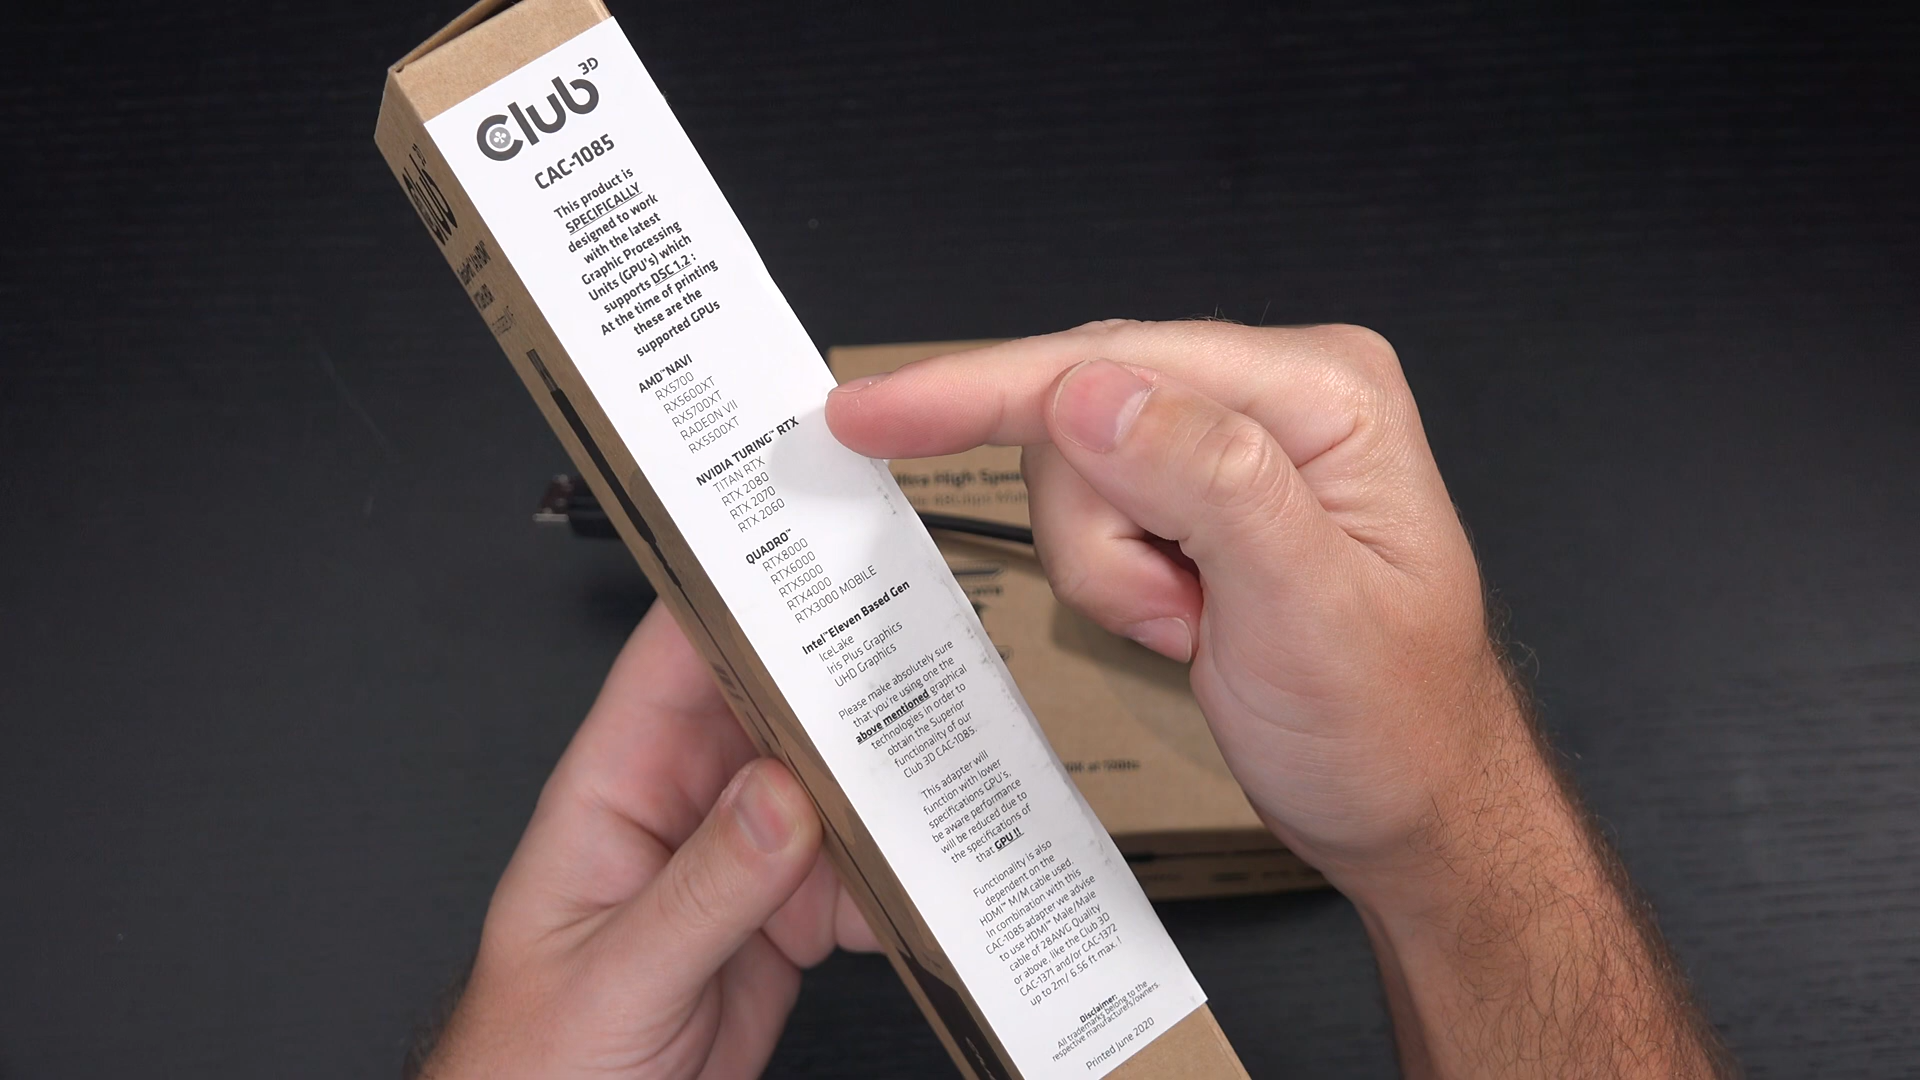 Club 3D
CAC-1085
This product is
SPECIFICALLY
designed to work
with the latest
Graphic Processing
Units (GPU's) which
supports DSC 1.2 :
At the time of printing
these are the
supported GPUs
AMD™NAVI
RX5700
RX5600XT
RX5700XT
RADEON VII
RX5500XT
NVIDIA TURING™ RTX
TITAN RTX
RTX 2080
RTX 2070
RTX 2060
QUADRO™
RTX8000
RTX6000
RTX5000
RTX4000
RTX3000 MOBILE
Intel™Eleven Based Gen
IceLake
Iris Plus Graphics
UHD Graphics
Please make absolutely sure
that you're using one the
above mentioned graphical
technologies in order to
obtain the Superior
functionality of our
Club 3D CAC-1085.
This adapter will
function with lower
specifications GPU's,
be aware performance
will be reduced due to
the specifications of
that GPU !!
Functionality is also
dependent on the
HDMI™ M/M cable used.
In combination with this
CAC-1085 adapter we advise
to use HDMI™ Male/Male
cable of 28AWG Quality
or above, like the Club 3D
CAC-1371 and/or CAC-1372
up to 2m/ 6.56 ft max. !
Disclaimer:
All trademarks belong to the
respective manufacturers/owners.
Printed june 2020
Club 3D
Ultra High Speed
at 120Hz